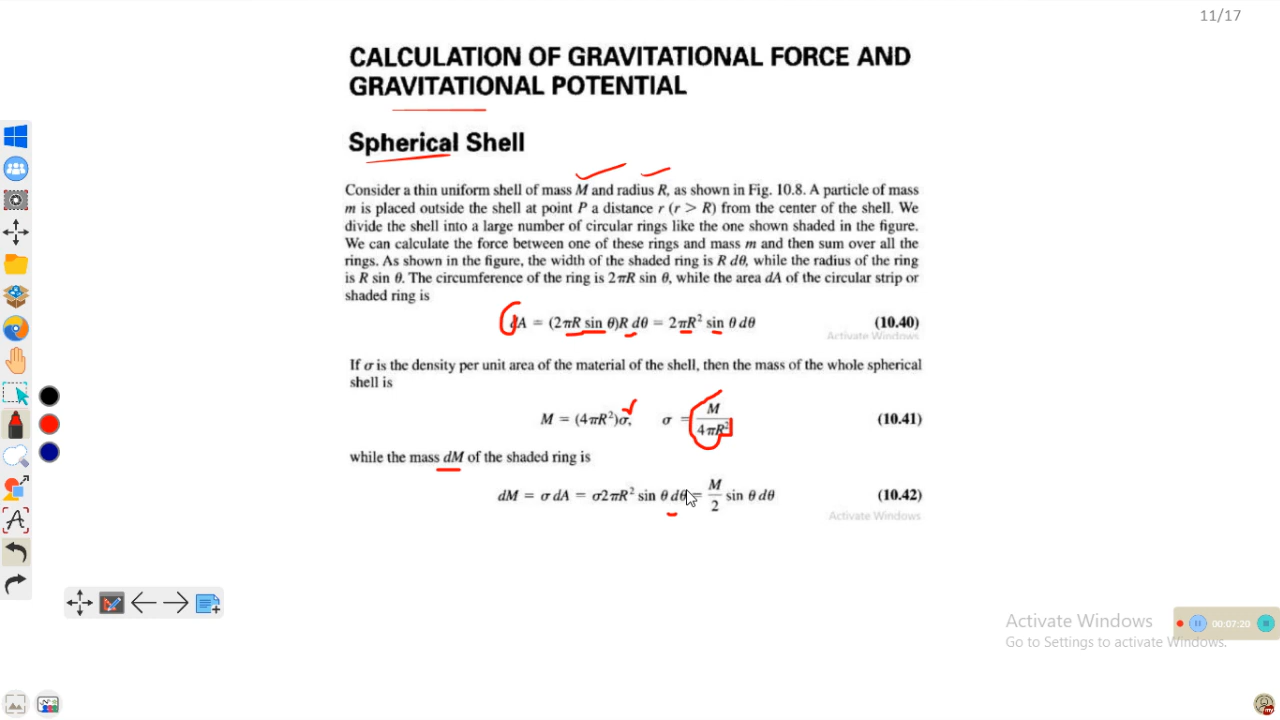 11/17
CALCULATION OF GRAVITATIONAL FORCE AND
GRAVITATIONAL POTENTIAL
Spherical Shell
Consider a thin uniform shell of mass M and radius R, as shown in Fig. 10.8. A particle of mass
m is placed outside the shell at point P a distance r (r > R) from the center of the shell. We
divide the shell into a large number of circular rings like the one shown shaded in the figure.
We can calculate the force between one of these rings and mass m and then sum over all the
rings. As shown in the figure, the width of the shaded ring is R dθ, while the radius of the ring
is R sin θ. The circumference of the ring is 2πR sin θ, while the area dA of the circular strip or
shaded ring is
dA = (2πR sin θ)R dθ = 2πR² sin θ dθ (10.40)
Activate Windows
If σ is the density per unit area of the material of the shell, then the mass of the whole spherical
shell is
M = (4πR²)σ, σ = M/4πR² (10.41)
while the mass dM of the shaded ring is
dM = σ dA = σ2πR² sin θ dθ = M/2 sin θ dθ (10.42)
Activate Windows
Activate Windows
Go to Settings to activate Windows.
00:07:20